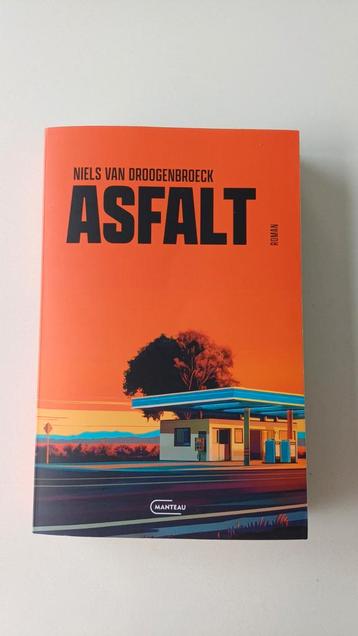 NIELS VAN DROOGENBROECK
ASFALT
ROMAN
MANTEAU